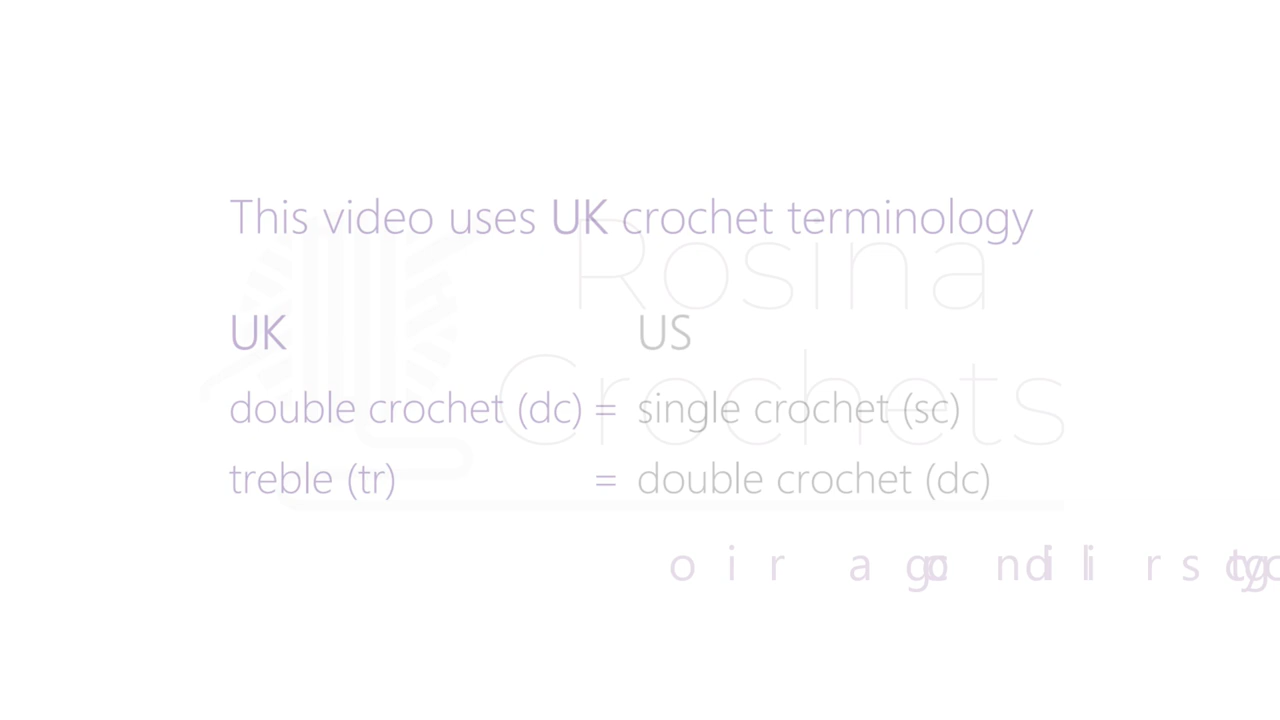 This video uses UK crochet terminology
Rosina
UK US
Crochets
double crochet (dc) = single crochet (sc)
treble (tr) = double crochet (dc)